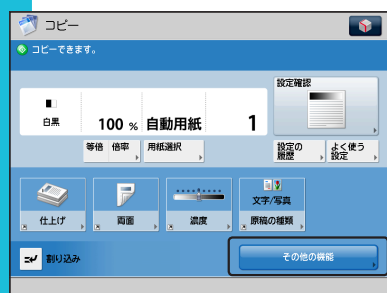 コピー
コピーできます。
設定確認
白黒 100 % 自動用紙 1
等倍 倍率 用紙選択 設定の履歴 よく使う設定
文字/写真
仕上げ 両面 濃度 原稿の種類
割り込み その他の機能